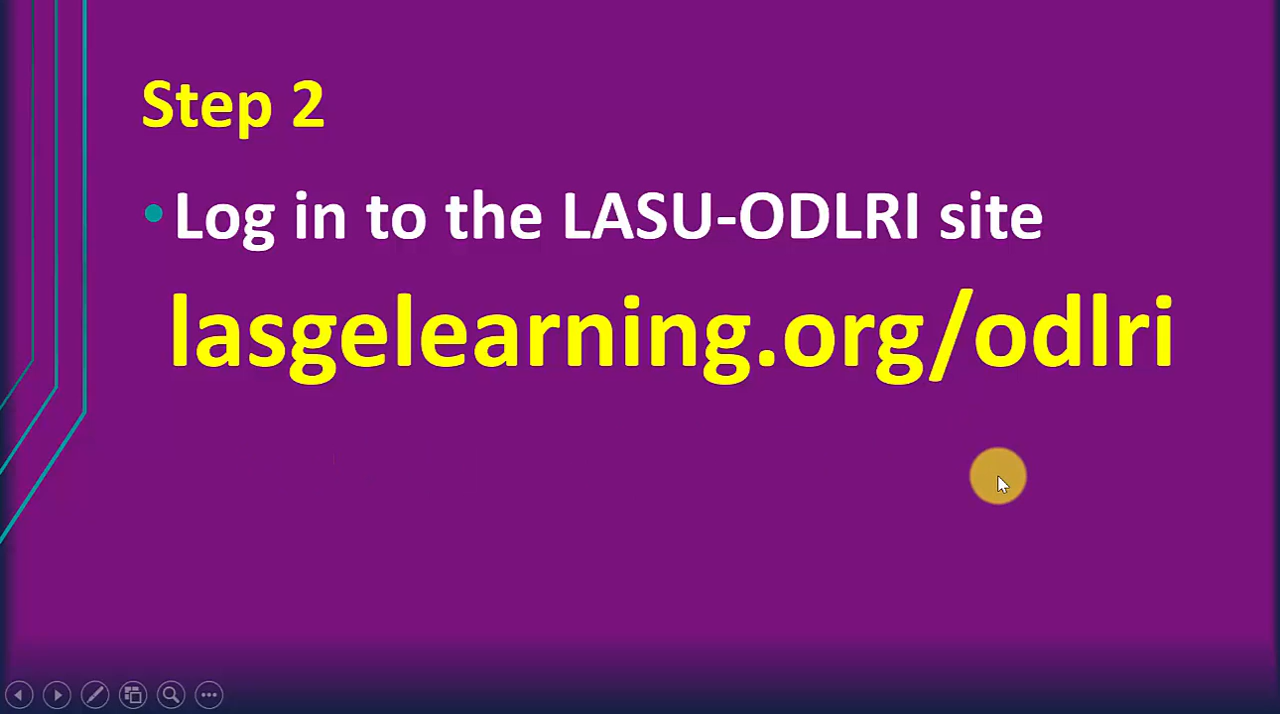 Step 2
• Log in to the LASU-ODLRI site
lasgelearning.org/odlri